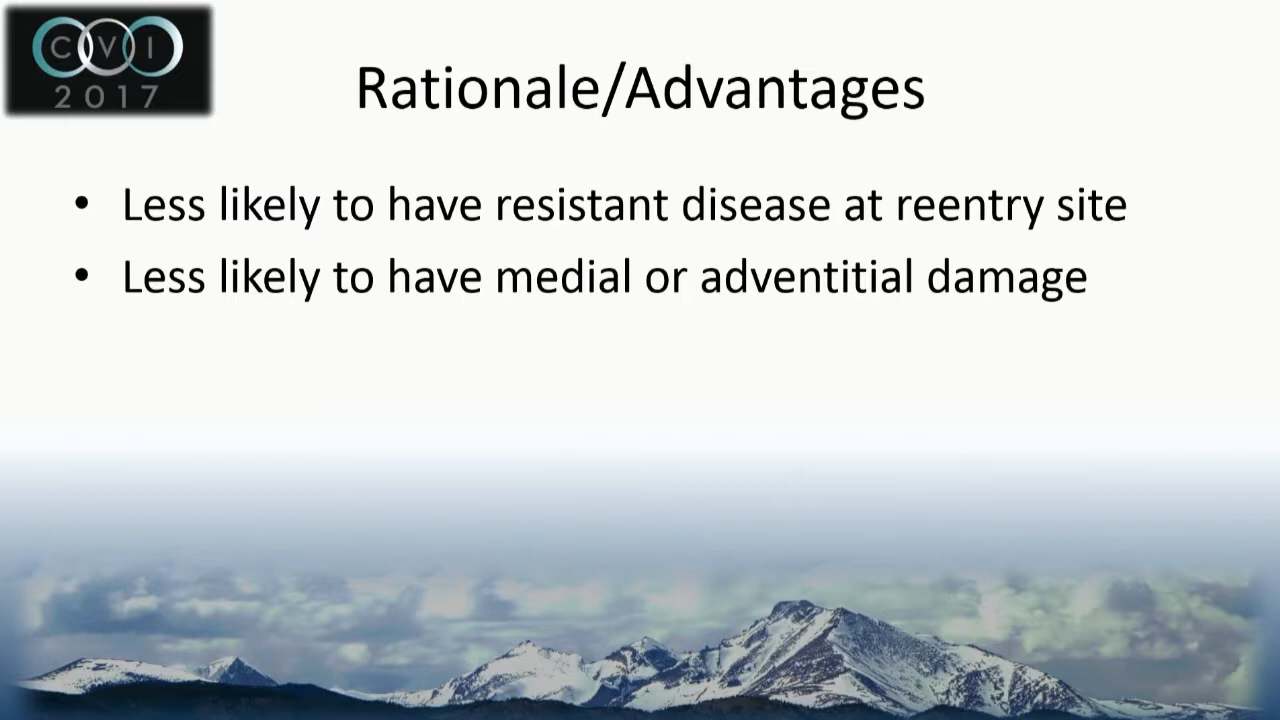 C V I
2017
Rationale/Advantages
• Less likely to have resistant disease at reentry site
• Less likely to have medial or adventitial damage